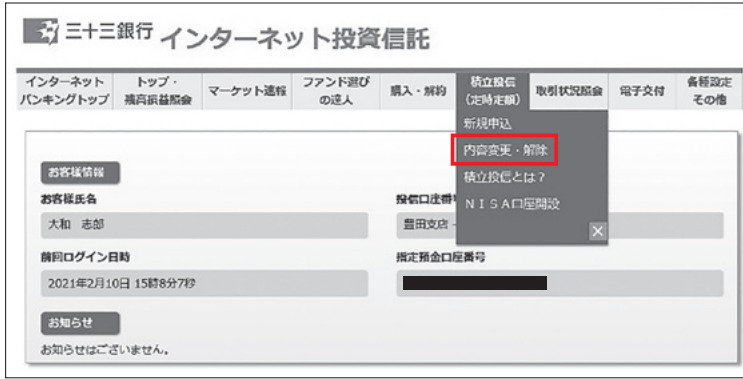 三十三銀行 インターネット投資信託
インターネット
バンキングトップ
トップ・
残高損益照会
マーケット速報
ファンド選び
の達人
購入・解約
積立投信
(定時定額)
取引状況照会
電子交付
各種設定
その他
新規申込
内容変更・解除
積立投信とは？
ＮＩＳＡ口座開設
×
お客様情報
お客様氏名
投信口座番
大和　志郎
豊田支店 -
前回ログイン日時
指定預金口座番号
2021年2月10日 15時8分7秒
お知らせ
お知らせはございません。